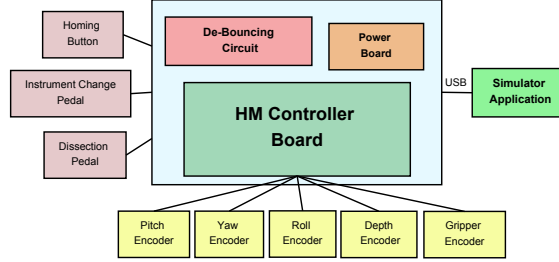 Homing
Button
De-Bouncing
Circuit
Power
Board
Instrument Change
Pedal
USB
Simulator
Application
HM Controller
Board
Dissection
Pedal
Pitch
Encoder
Yaw
Encoder
Roll
Encoder
Depth
Encoder
Gripper
Encoder